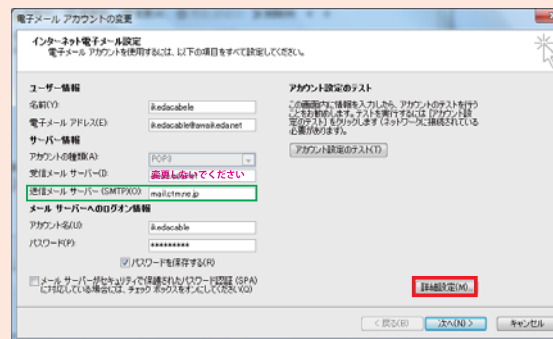 電子メール アカウントの変更
インターネット電子メール設定
電子メール アカウントを使用するには、以下の項目をすべて設定してください。
ユーザー情報
名前(Y):
ikedacabele
電子メール アドレス(E):
ikedacable@awaikeda.net
サーバー情報
アカウントの種類(A):
POP3
受信メール サーバー(I):
変更しないでください
送信メール サーバー (SMTP)(O):
mail.ctm.ne.jp
メール サーバーへのログオン情報
アカウント名(U):
ikedacable
パスワード(P):
*********
パスワードを保存する(R)
メール サーバーがセキュリティで保護されたパスワード認証 (SPA)
に対応している場合には、チェック ボックスをオンにしてください(Q)
アカウント設定のテスト
この画面内に情報を入力したら、アカウントのテストを行う
ことをお勧めします。テストを実行するには [アカウント設
定のテスト] をクリックします (ネットワークに接続されている
必要があります)。
アカウント設定のテスト(T)
詳細設定(M)...
< 戻る(B)
次へ(N) >
キャンセル